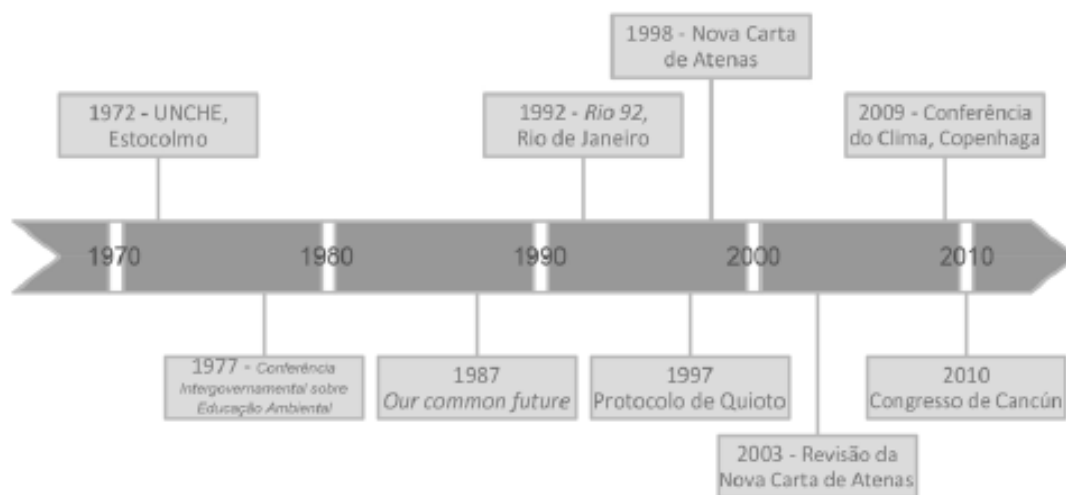 1998 - Nova Carta
de Atenas
1972 - UNCHE,
Estocolmo
1992 - Rio 92,
Rio de Janeiro
2009 - Conferência
do Clima, Copenhaga
1970
1980
1990
2000
2010
1977 - Conferência
Intergovernamental sobre
Educação Ambiental
1987
Our common future
1997
Protocolo de Quioto
2010
Congresso de Cancún
2003 - Revisão da
Nova Carta de Atenas